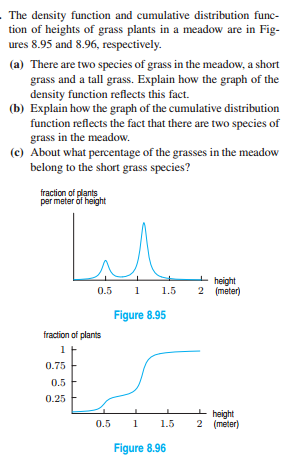 . The density function and cumulative distribution func-
tion of heights of grass plants in a meadow are in Fig-
ures 8.95 and 8.96, respectively.
(a) There are two species of grass in the meadow, a short
grass and a tall grass. Explain how the graph of the
density function reflects this fact.
(b) Explain how the graph of the cumulative distribution
function reflects the fact that there are two species of
grass in the meadow.
(c) About what percentage of the grasses in the meadow
belong to the short grass species?
fraction of plants
per meter of height
0.5 1 1.5 2
height
(meter)
Figure 8.95
fraction of plants
1
0.75
0.5
0.25
0.5 1 1.5 2
height
(meter)
Figure 8.96